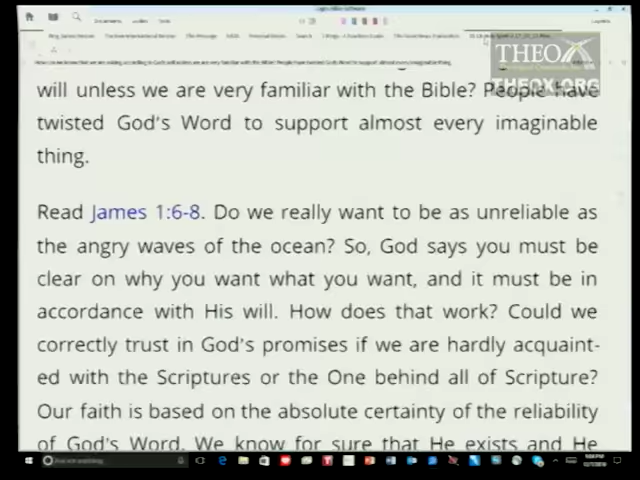 Logos Bible Software
THEOX
THEOX.ORG
will unless we are very familiar with the Bible? People have
twisted God's Word to support almost every imaginable
thing.
Read James 1:6-8. Do we really want to be as unreliable as
the angry waves of the ocean? So, God says you must be
clear on why you want what you want, and it must be in
accordance with His will. How does that work? Could we
correctly trust in God's promises if we are hardly acquaint-
ed with the Scriptures or the One behind all of Scripture?
Our faith is based on the absolute certainty of the reliability
of God's Word. We know for sure that He exists and He